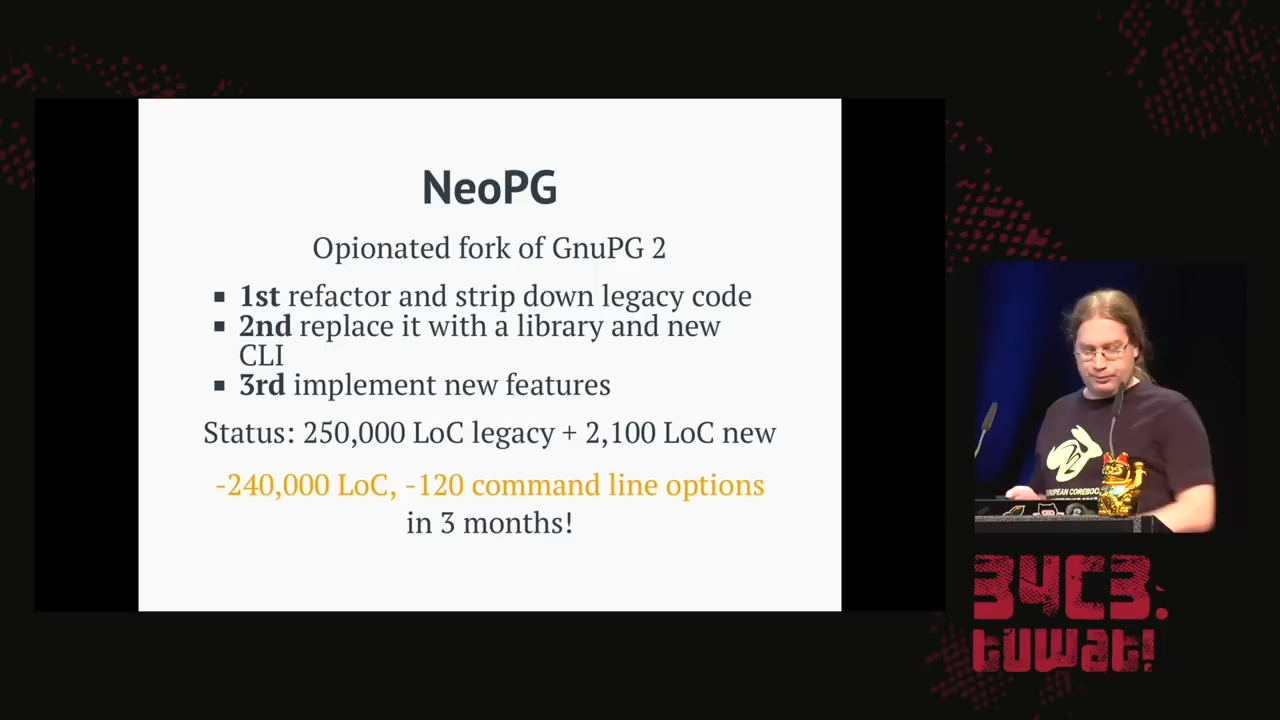 NeoPG
Opionated fork of GnuPG 2
1st refactor and strip down legacy code
2nd replace it with a library and new
CLI
3rd implement new features
Status: 250,000 LoC legacy + 2,100 LoC new
-240,000 LoC, -120 command line options
in 3 months!
EUROPEAN COREBOO
34C3.
tuwat!